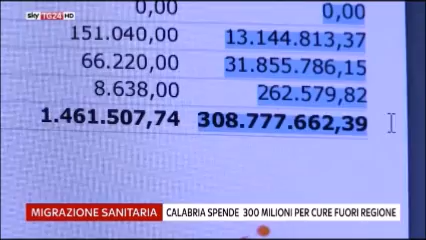 sky TG24 HD
0,00 0,00
151.040,00 13.144.813,37
66.220,00 31.855.786,15
8.638,00 262.579,82
1.461.507,74 308.777.662,39
MIGRAZIONE SANITARIA CALABRIA SPENDE 300 MILIONI PER CURE FUORI REGIONE